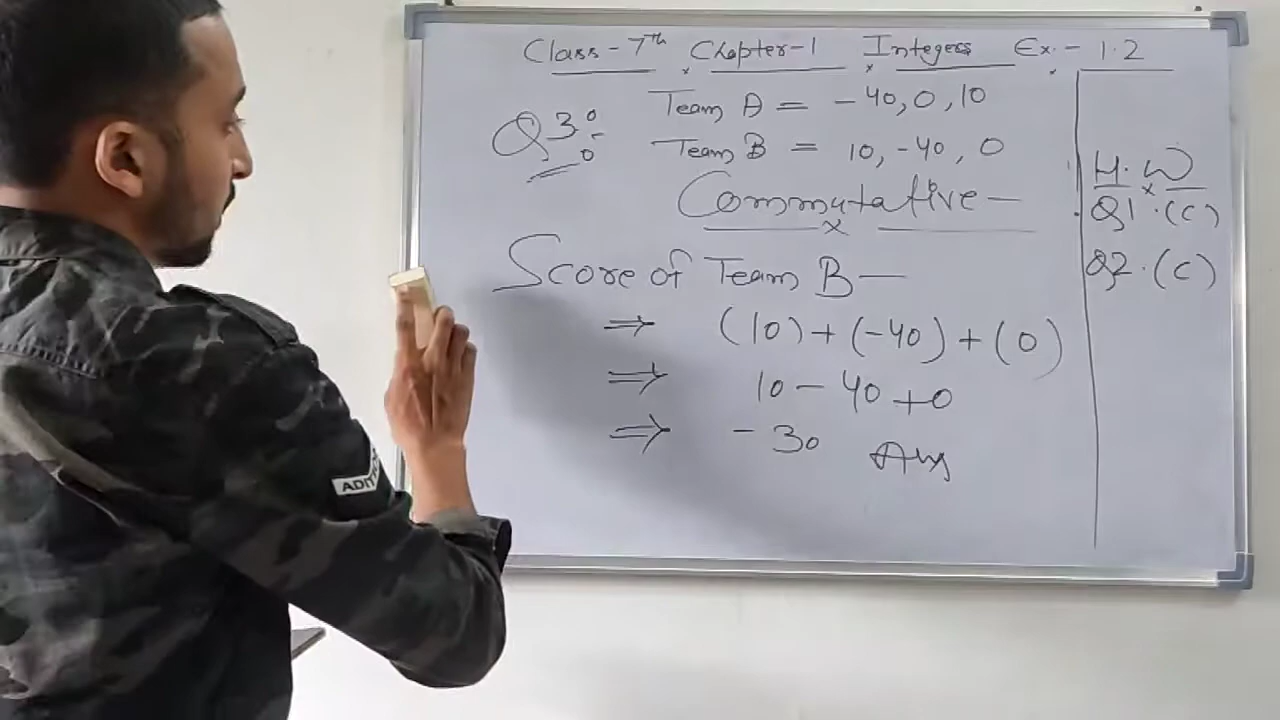 Class - 7th Chapter-1 Integers Ex. - 1.2
Q3:
Team A = - 40, 0, 10
Team B = 10, -40, 0
Commutative —
Score of Team B —
⇒ (10) + (-40) + (0)
⇒ 10 - 40 + 0
⇒ - 30 Ans
H.W
Q1.(C)
Q2.(C)